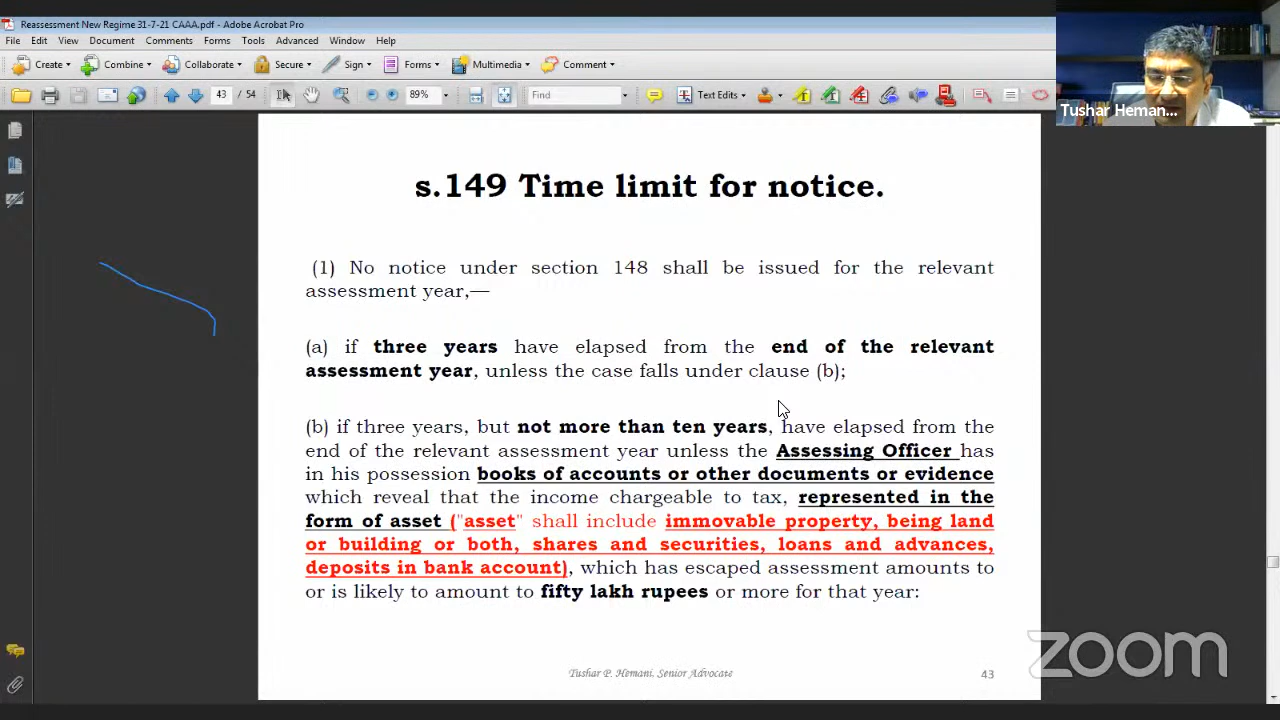 Reassessment New Regime 31-7-21 CAAA.pdf - Adobe Acrobat Pro
File Edit View Document Comments Forms Tools Advanced Window Help
Create Combine Collaborate Secure Sign Forms Multimedia Comment
43 / 54 89% Find Text Edits
Tushar Heman...
s.149 Time limit for notice.
(1) No notice under section 148 shall be issued for the relevant
assessment year,—
(a) if three years have elapsed from the end of the relevant
assessment year, unless the case falls under clause (b);
(b) if three years, but not more than ten years, have elapsed from the
end of the relevant assessment year unless the Assessing Officer has
in his possession books of accounts or other documents or evidence
which reveal that the income chargeable to tax, represented in the
form of asset ("asset" shall include immovable property, being land
or building or both, shares and securities, loans and advances,
deposits in bank account), which has escaped assessment amounts to
or is likely to amount to fifty lakh rupees or more for that year:
Tushar P. Hemani, Senior Advocate
43
zoom